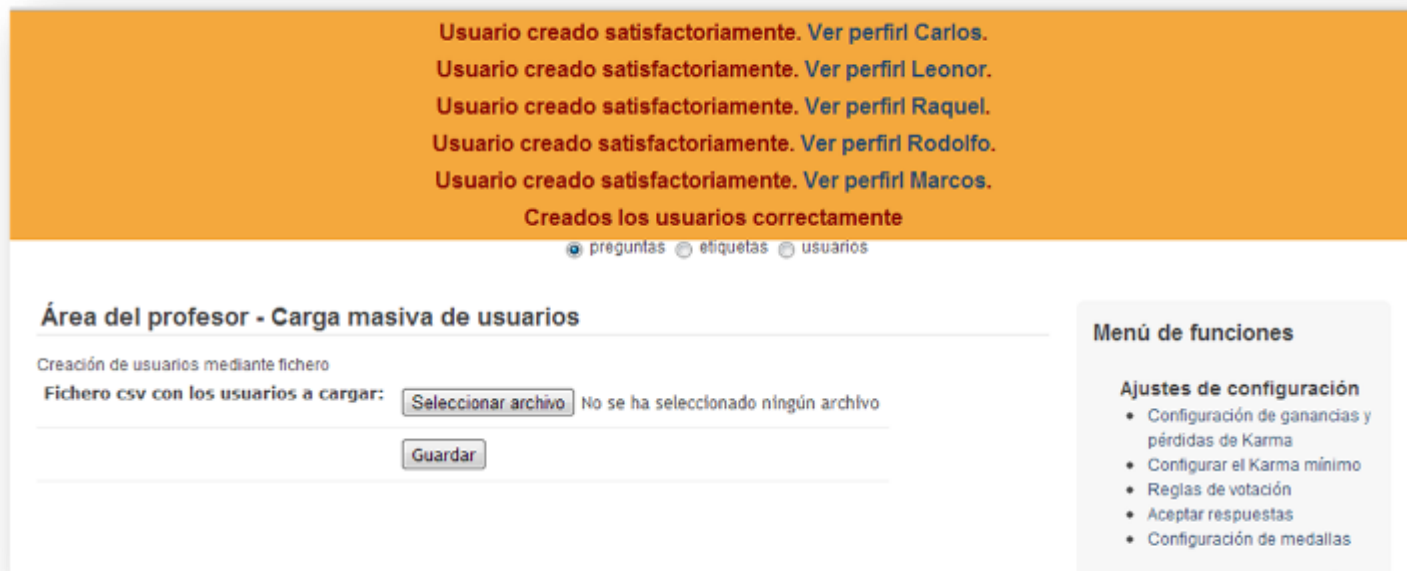 Usuario creado satisfactoriamente. Ver perfirl Carlos.
Usuario creado satisfactoriamente. Ver perfirl Leonor.
Usuario creado satisfactoriamente. Ver perfirl Raquel.
Usuario creado satisfactoriamente. Ver perfirl Rodolfo.
Usuario creado satisfactoriamente. Ver perfirl Marcos.
Creados los usuarios correctamente
preguntas etiquetas usuarios
Área del profesor - Carga masiva de usuarios
Creación de usuarios mediante fichero
Fichero csv con los usuarios a cargar: Seleccionar archivo No se ha seleccionado ningún archivo
Guardar
Menú de funciones
Ajustes de configuración
• Configuración de ganancias y
pérdidas de Karma
• Configurar el Karma mínimo
• Reglas de votación
• Aceptar respuestas
• Configuración de medallas